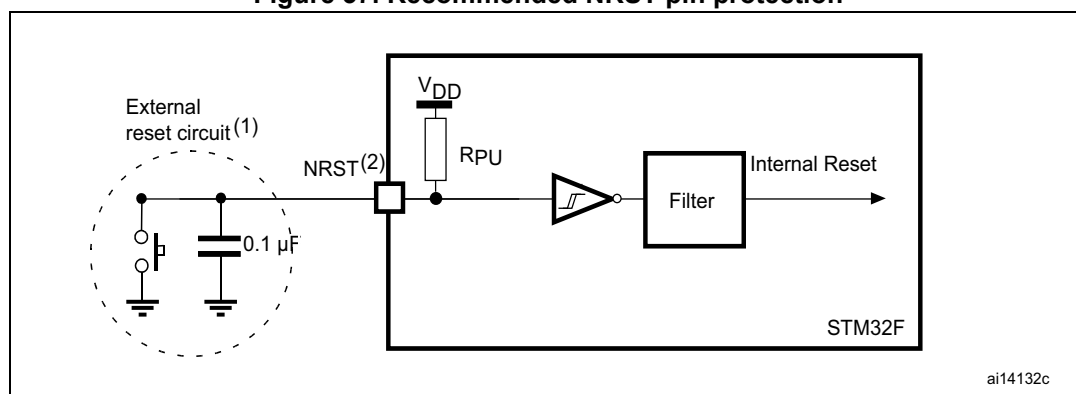 Figure 37. Recommended NRST pin protection
VDD
External
reset circuit(1)
NRST(2)
RPU
Internal Reset
Filter
0.1 µF
STM32F
ai14132c